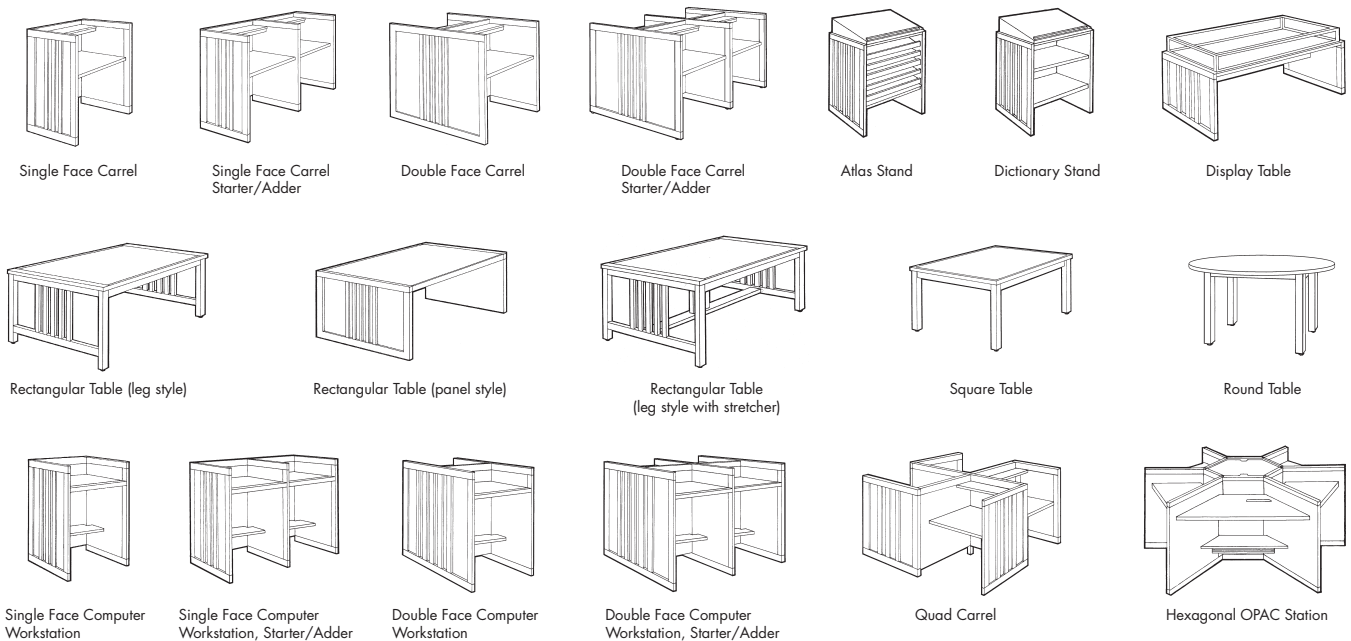 Single Face Carrel
Single Face Carrel
Starter/Adder
Double Face Carrel
Double Face Carrel
Starter/Adder
Atlas Stand
Dictionary Stand
Display Table
Rectangular Table (leg style)
Rectangular Table (panel style)
Rectangular Table
(leg style with stretcher)
Square Table
Round Table
Single Face Computer
Workstation
Single Face Computer
Workstation, Starter/Adder
Double Face Computer
Workstation
Double Face Computer
Workstation, Starter/Adder
Quad Carrel
Hexagonal OPAC Station